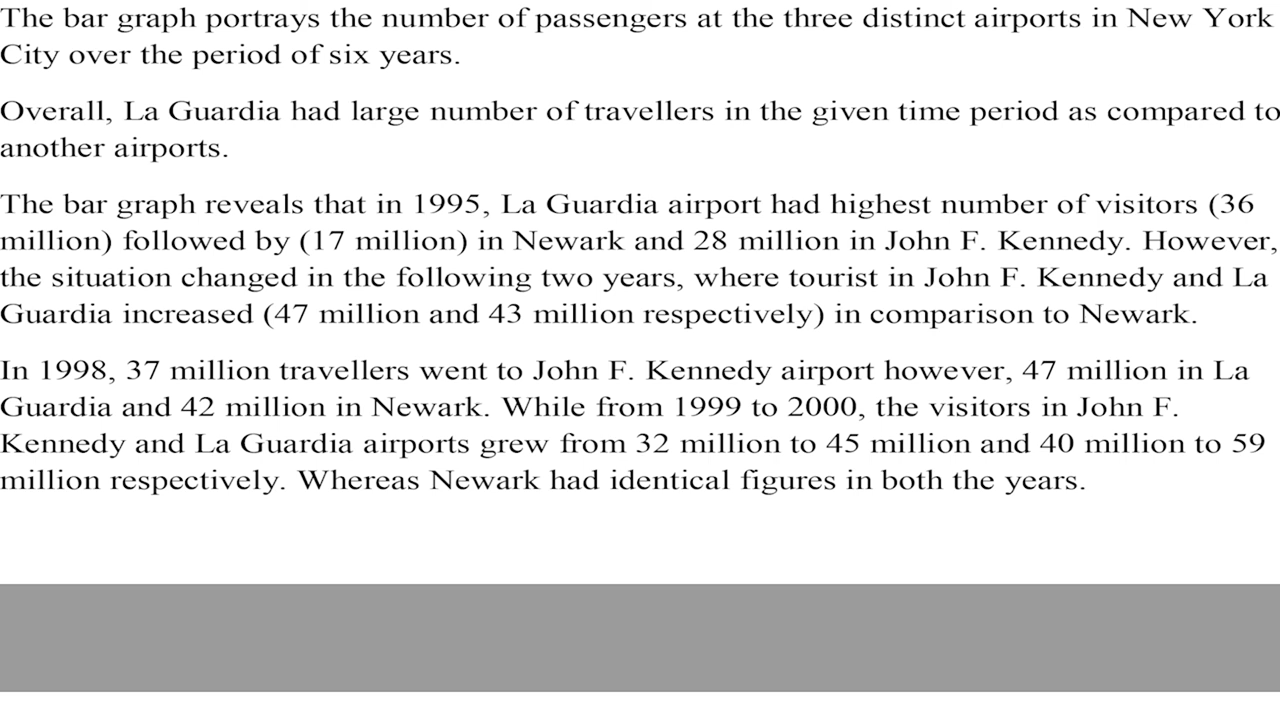 The bar graph portrays the number of passengers at the three distinct airports in New York
City over the period of six years.
Overall, La Guardia had large number of travellers in the given time period as compared to
another airports.
The bar graph reveals that in 1995, La Guardia airport had highest number of visitors (36
million) followed by (17 million) in Newark and 28 million in John F. Kennedy. However,
the situation changed in the following two years, where tourist in John F. Kennedy and La
Guardia increased (47 million and 43 million respectively) in comparison to Newark.
In 1998, 37 million travellers went to John F. Kennedy airport however, 47 million in La
Guardia and 42 million in Newark. While from 1999 to 2000, the visitors in John F.
Kennedy and La Guardia airports grew from 32 million to 45 million and 40 million to 59
million respectively. Whereas Newark had identical figures in both the years.